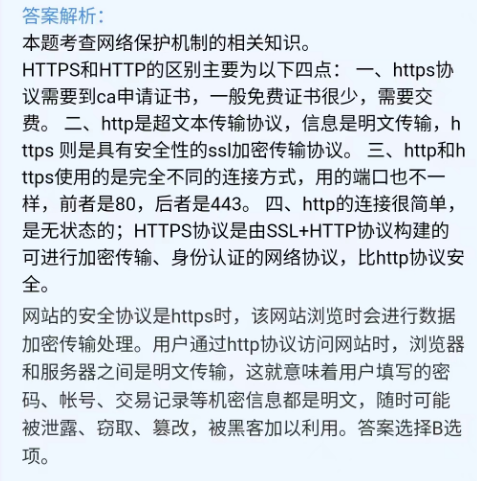 答案解析：
本题考查网络保护机制的相关知识。
HTTPS和HTTP的区别主要为以下四点： 一、https协
议需要到ca申请证书，一般免费证书很少，需要交
费。 二、http是超文本传输协议，信息是明文传输，h
ttps 则是具有安全性的ssl加密传输协议。 三、http和h
ttps使用的是完全不同的连接方式，用的端口也不一
样，前者是80，后者是443。 四、http的连接很简单，
是无状态的；HTTPS协议是由SSL+HTTP协议构建的
可进行加密传输、身份认证的网络协议，比http协议安
全。
网站的安全协议是https时，该网站浏览时会进行数据
加密传输处理。用户通过http协议访问网站时，浏览器
和服务器之间是明文传输，这就意味着用户填写的密
码、帐号、交易记录等机密信息都是明文，随时可能
被泄露、窃取、篡改，被黑客加以利用。答案选择B选
项。